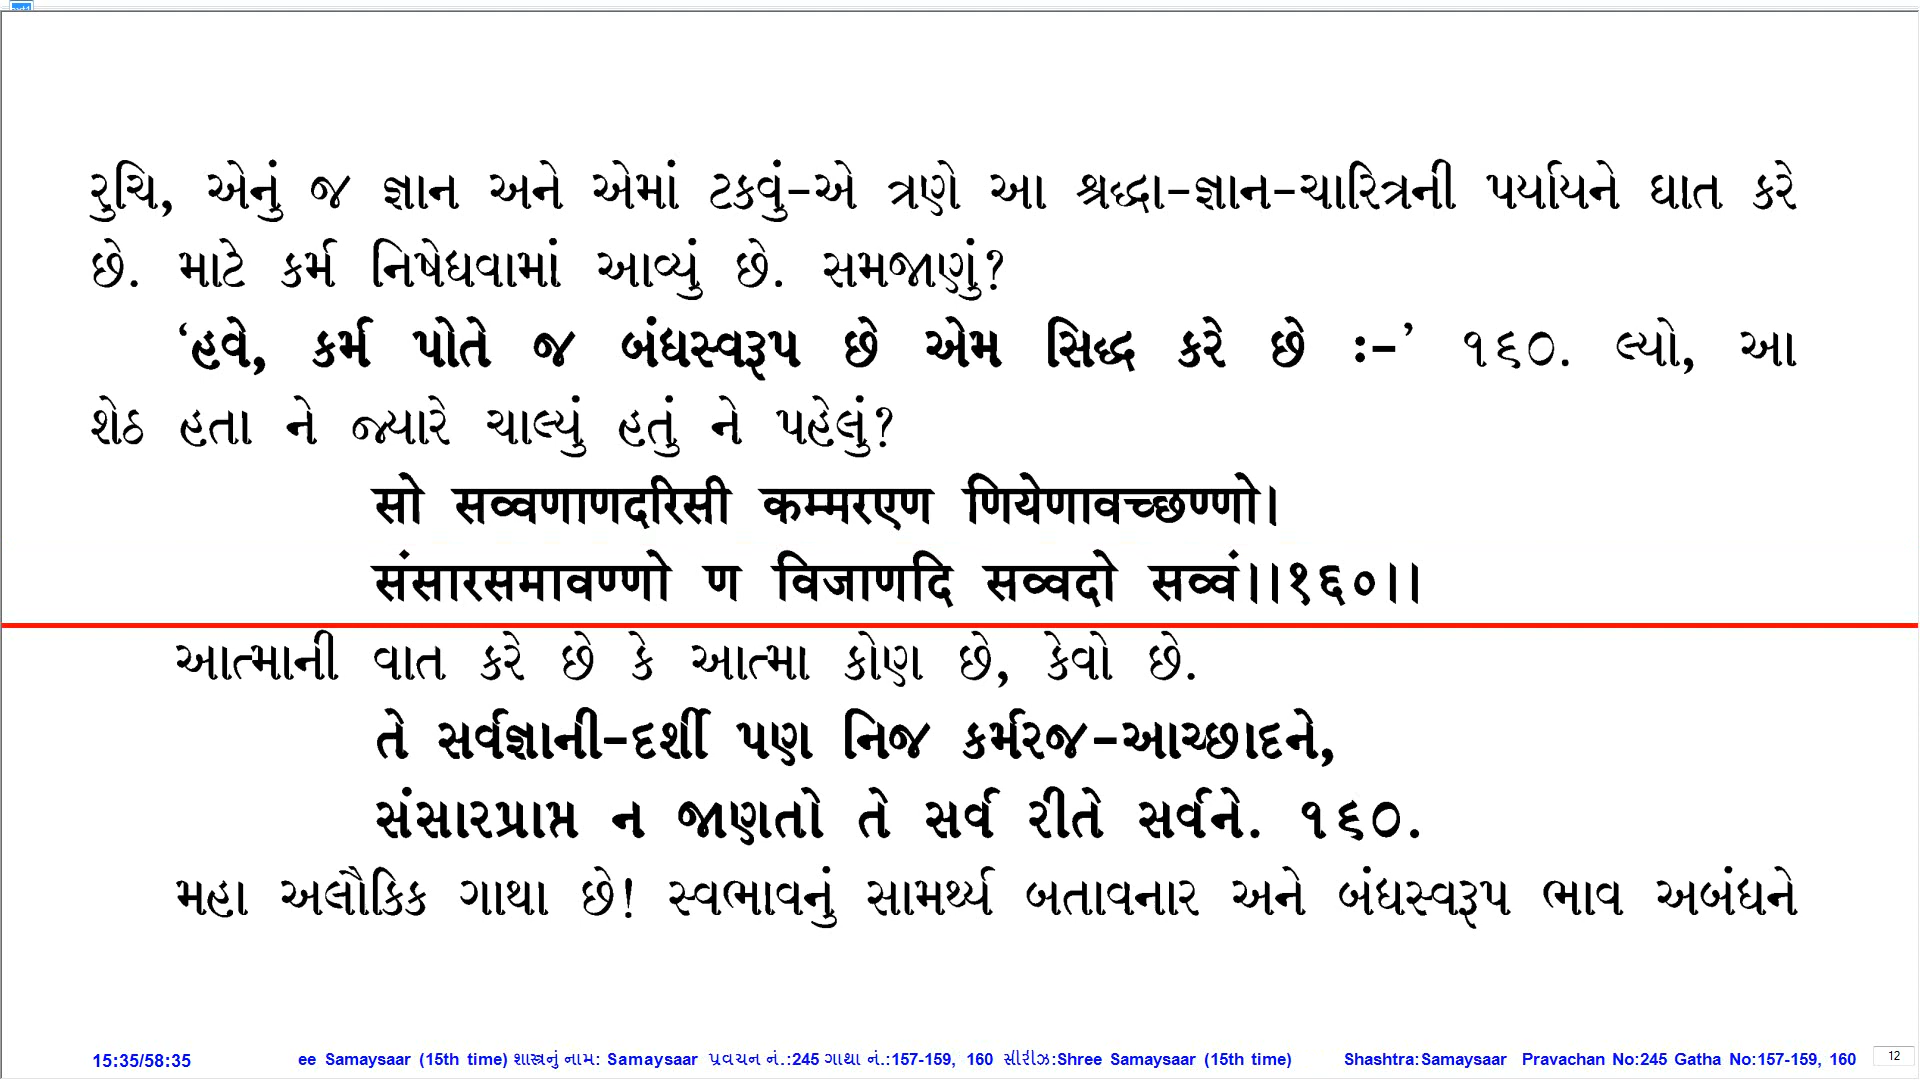 રુચિ, એનું જ જ્ઞાન અને એમાં ટકવું-એ ત્રણે આ શ્રદ્ધા-જ્ઞાન-ચારિત્રની પર્યાયને ઘાત કરે
છે. માટે કર્મ નિષેધવામાં આવ્યું છે. સમજાણું?
‘હવે, કર્મ પોતે જ બંધસ્વરૂપ છે એમ સિદ્ધ કરે છે :-’ ૧૬૦. લ્યો, આ
શેઠ હતા ને જ્યારે ચાલ્યું હતું ને પહેલું?
सो सव्वणाणदरिसी कम्मरएण णियेणावच्छण्णो।
संसारसमावण्णो ण विजाणदि सव्वदो सव्वं।।१६०।।
આત્માની વાત કરે છે કે આત્મા કોણ છે, કેવો છે.
તે સર્વજ્ઞાની-દર્શી પણ નિજ કર્મરજ-આચ્છાદને,
સંસારપ્રાપ્ત ન જાણતો તે સર્વ રીતે સર્વને. ૧૬૦.
મહા અલૌકિક ગાથા છે! સ્વભાવનું સામર્થ્ય બતાવનાર અને બંધસ્વરૂપ ભાવ અબંધને
15:35/58:35 ee Samaysaar (15th time) શાસ્ત્રનું નામ: Samaysaar પ્રવચન નં.:245 ગાથા નં.:157-159, 160 સીરીઝ:Shree Samaysaar (15th time) Shashtra:Samaysaar Pravachan No:245 Gatha No:157-159, 160 12